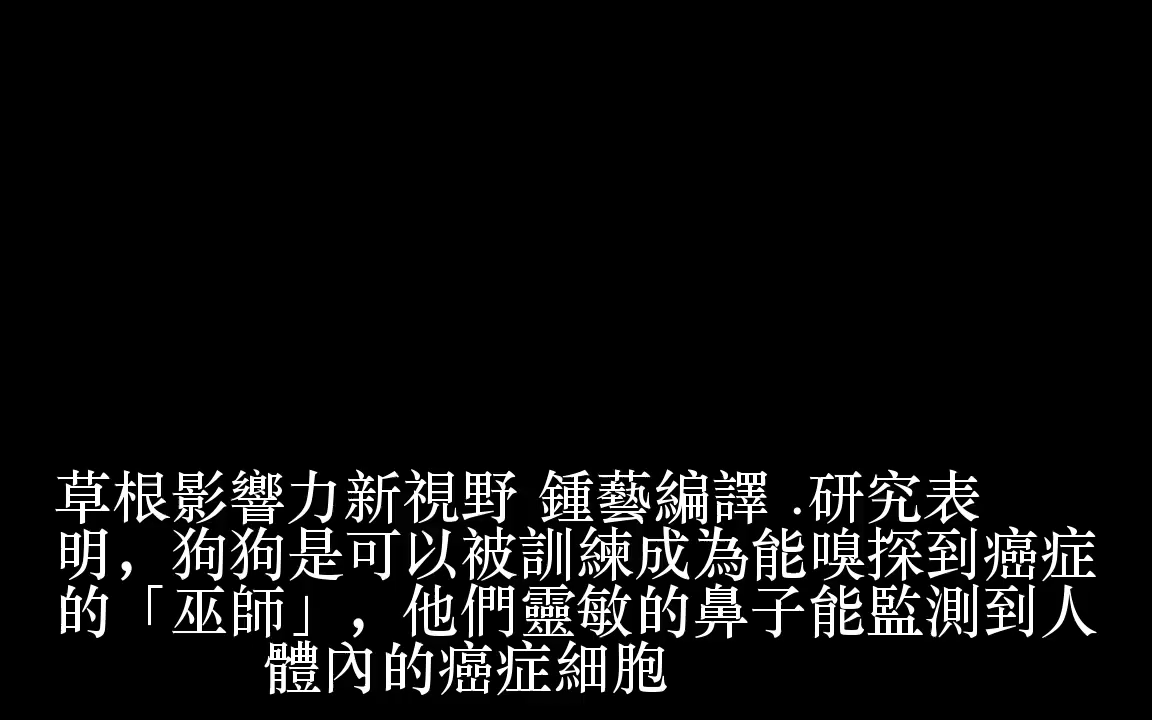 草根影響力新視野 鍾藝編譯 .研究表
明，狗狗是可以被訓練成為能嗅探到癌症
的「巫師」，他們靈敏的鼻子能監測到人
體內的癌症細胞